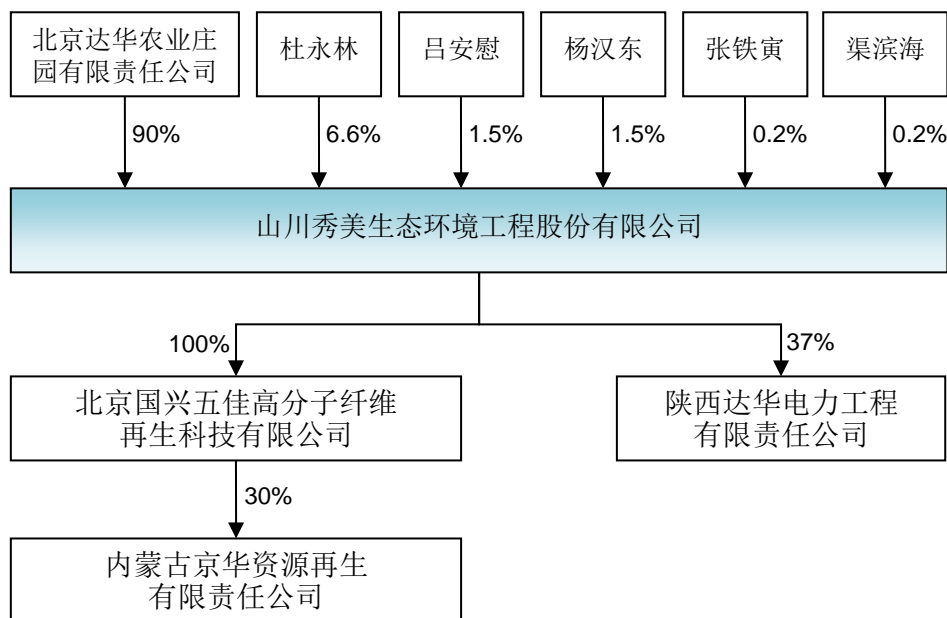 北京达华农业庄
园有限责任公司
杜永林
吕安慰
杨汉东
张铁寅
渠滨海
90%
6.6%
1.5%
1.5%
0.2%
0.2%
山川秀美生态环境工程股份有限公司
100%
37%
北京国兴五佳高分子纤维
再生科技有限公司
陕西达华电力工程
有限责任公司
30%
内蒙古京华资源再生
有限责任公司